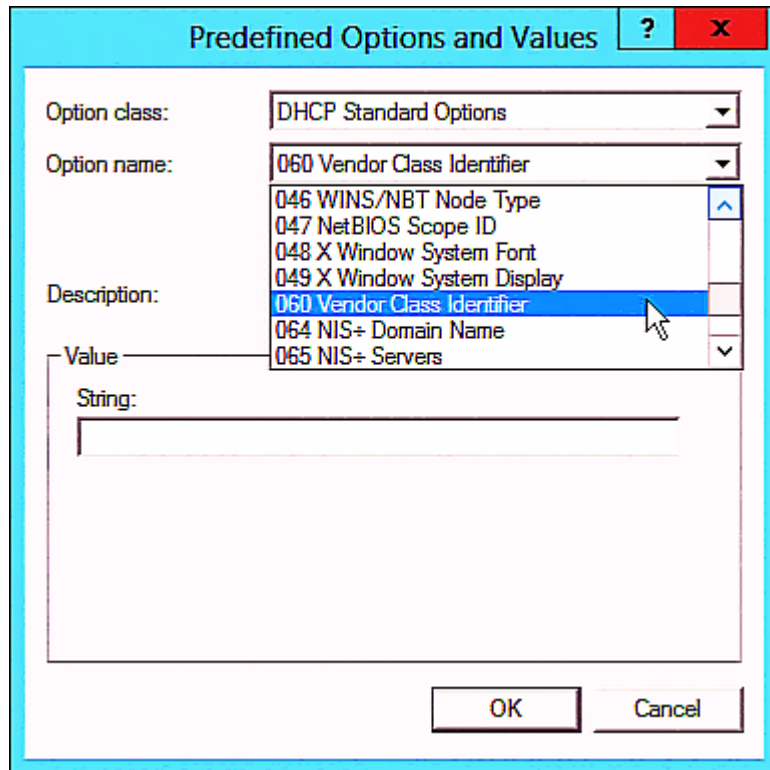 Predefined Options and Values ? x
Option class: DHCP Standard Options
Option name: 060 Vendor Class Identifier
046 WINS/NBT Node Type
047 NetBIOS Scope ID
048 X Window System Font
049 X Window System Display
Description:
060 Vendor Class Identifier
064 NIS+ Domain Name
065 NIS+ Servers
Value
String:
OK Cancel